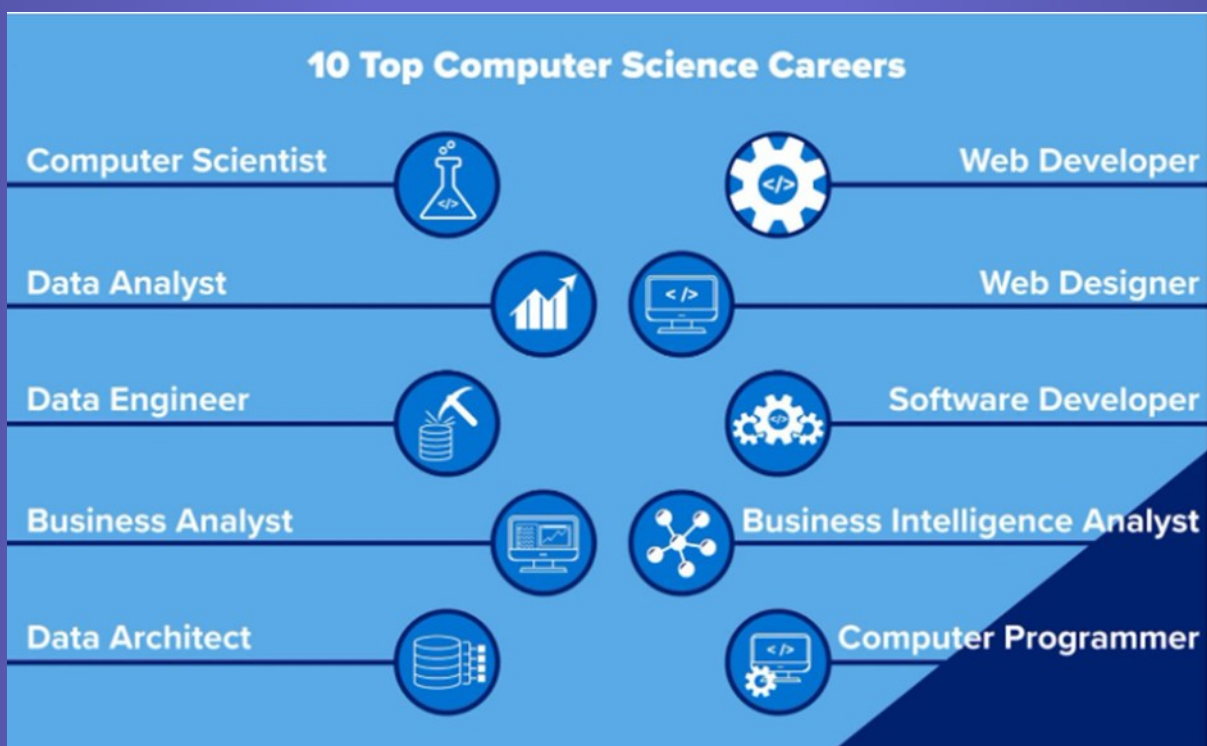 10 Top Computer Science Careers
Computer Scientist
Web Developer
</>
</>
Data Analyst
Web Designer
</>
Data Engineer
Software Developer
</>
Business Analyst
Business Intelligence Analyst
Data Architect
Computer Programmer
</>